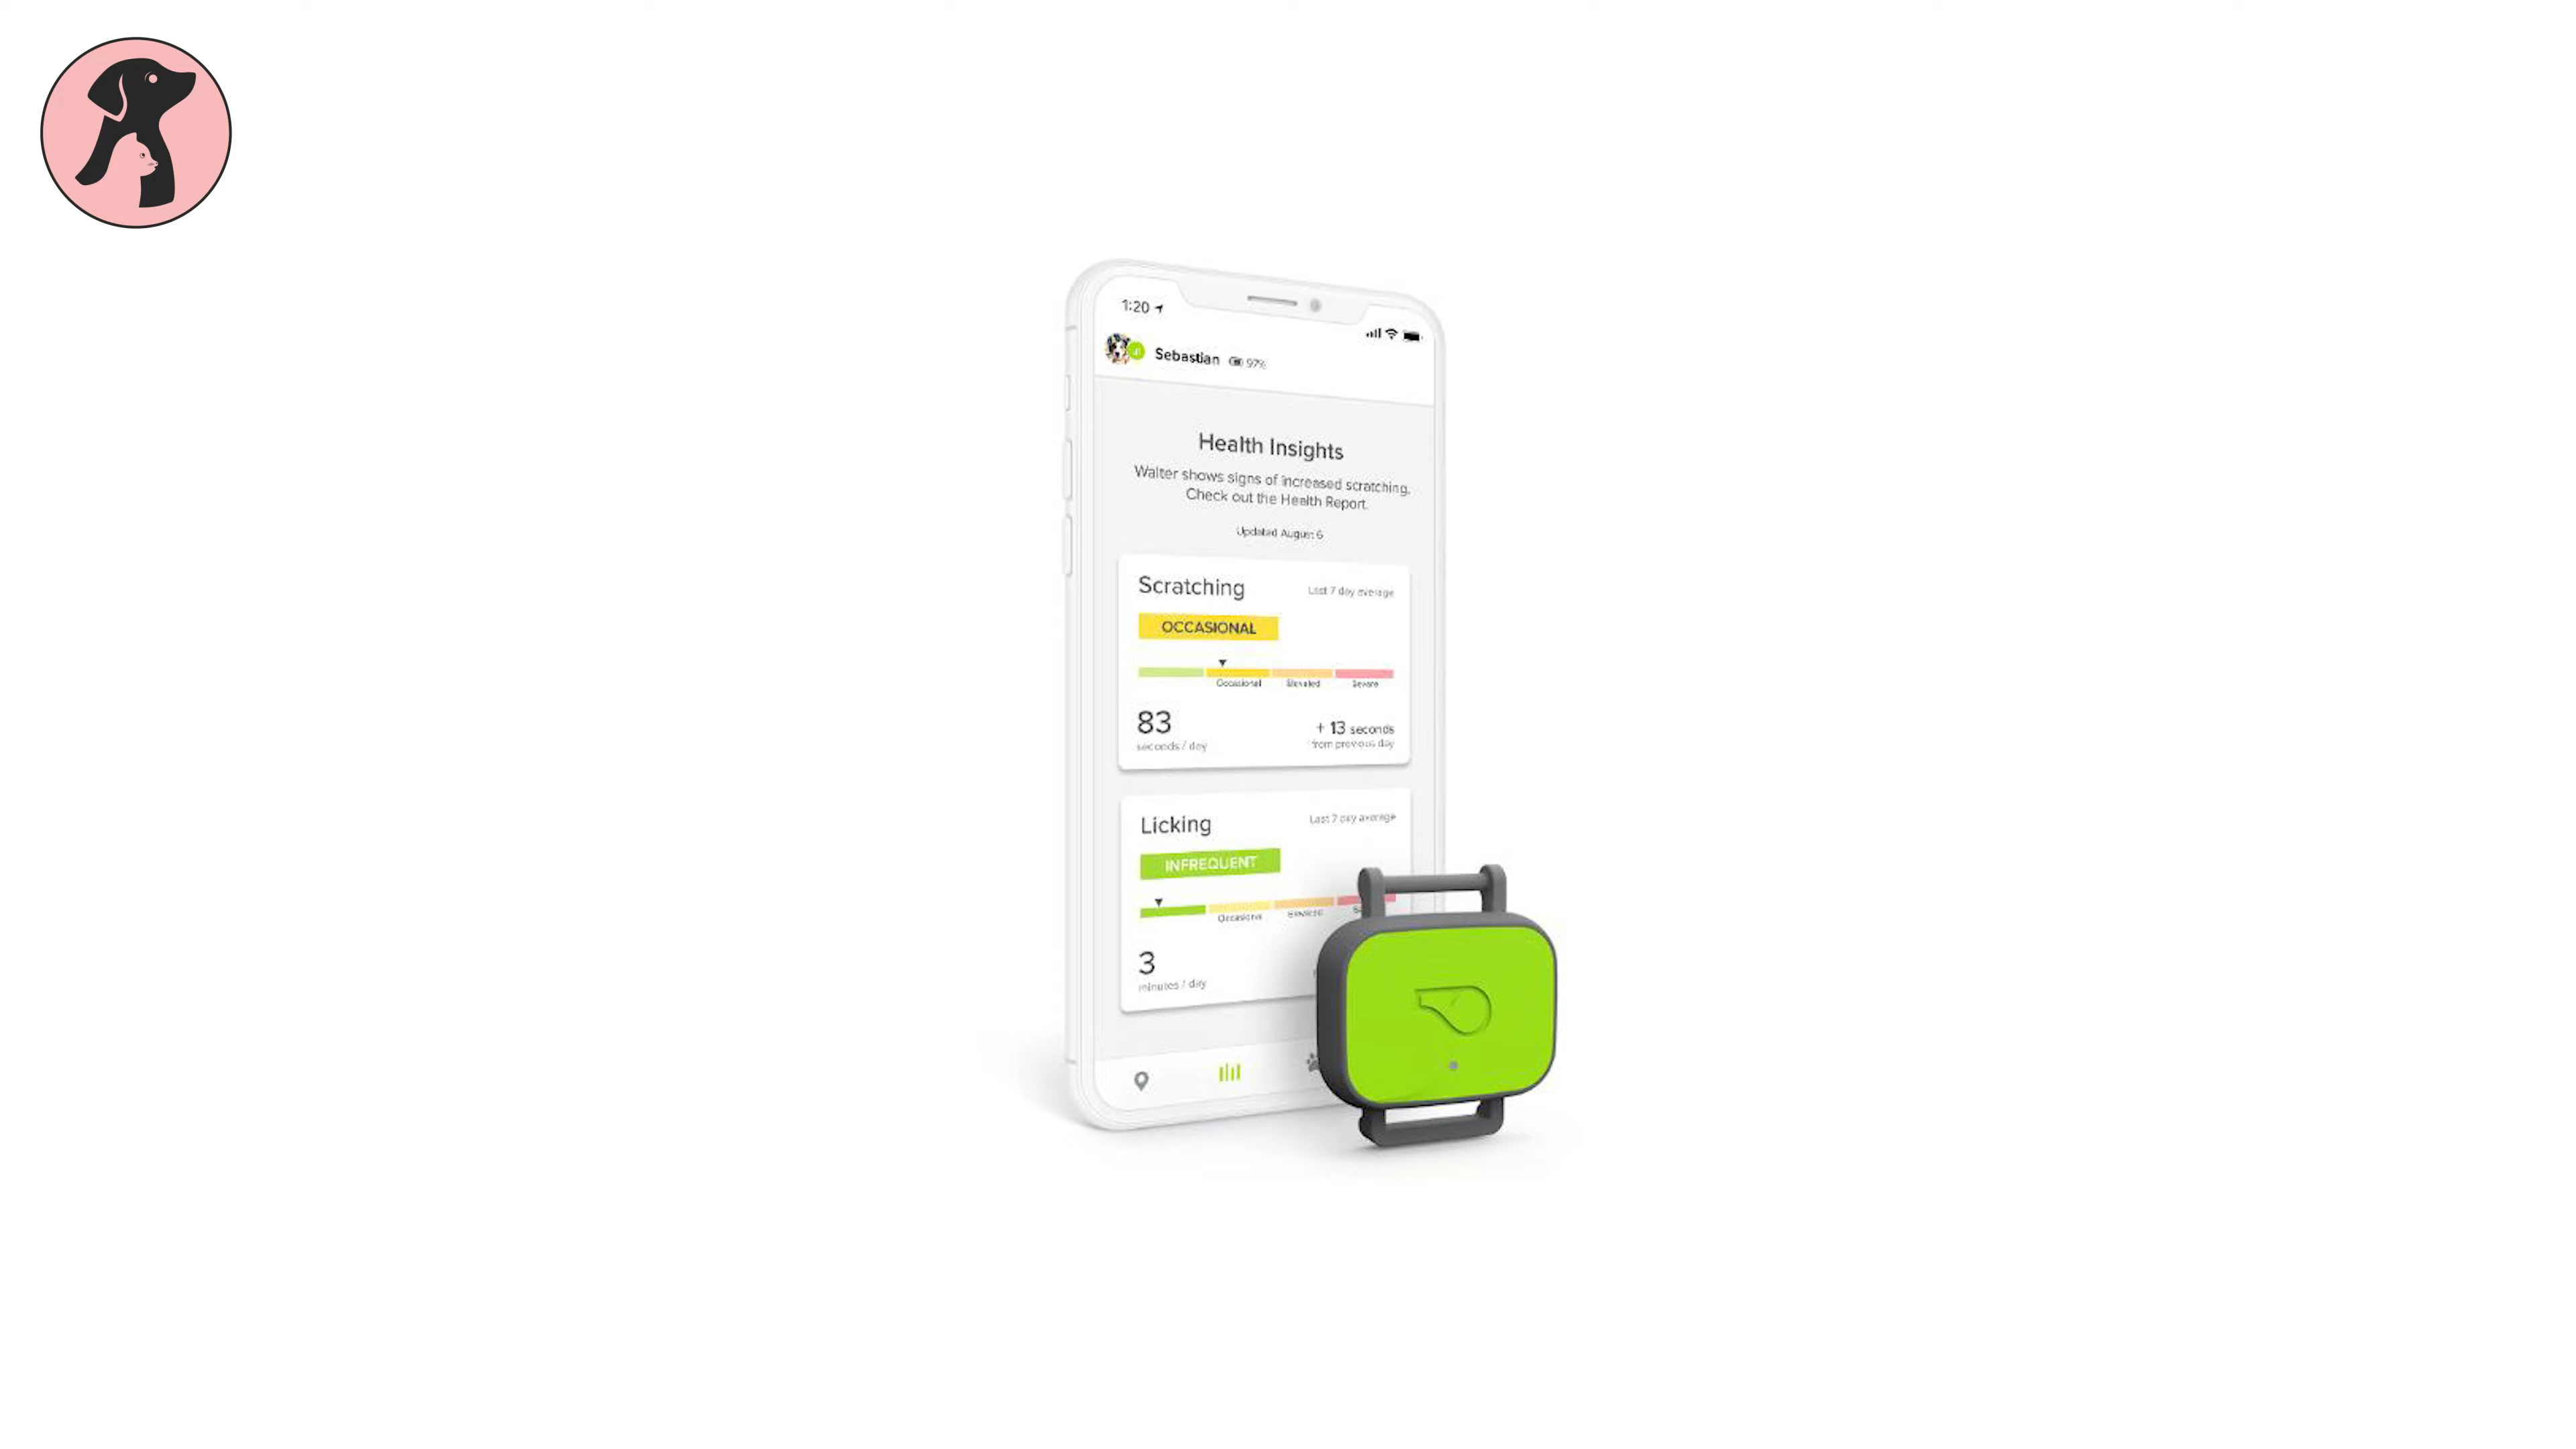 1:20
Sebastian 97%
Health Insights
Walter shows signs of increased scratching.
Check out the Health Report.
Updated August 6
Scratching
Last 7 day average
OCCASIONAL
Occasional Elevated Severe
83
seconds / day
+ 13 seconds
from previous day
Licking
Last 7 day average
INFREQUENT
Occasional Elevated
3
minutes / day